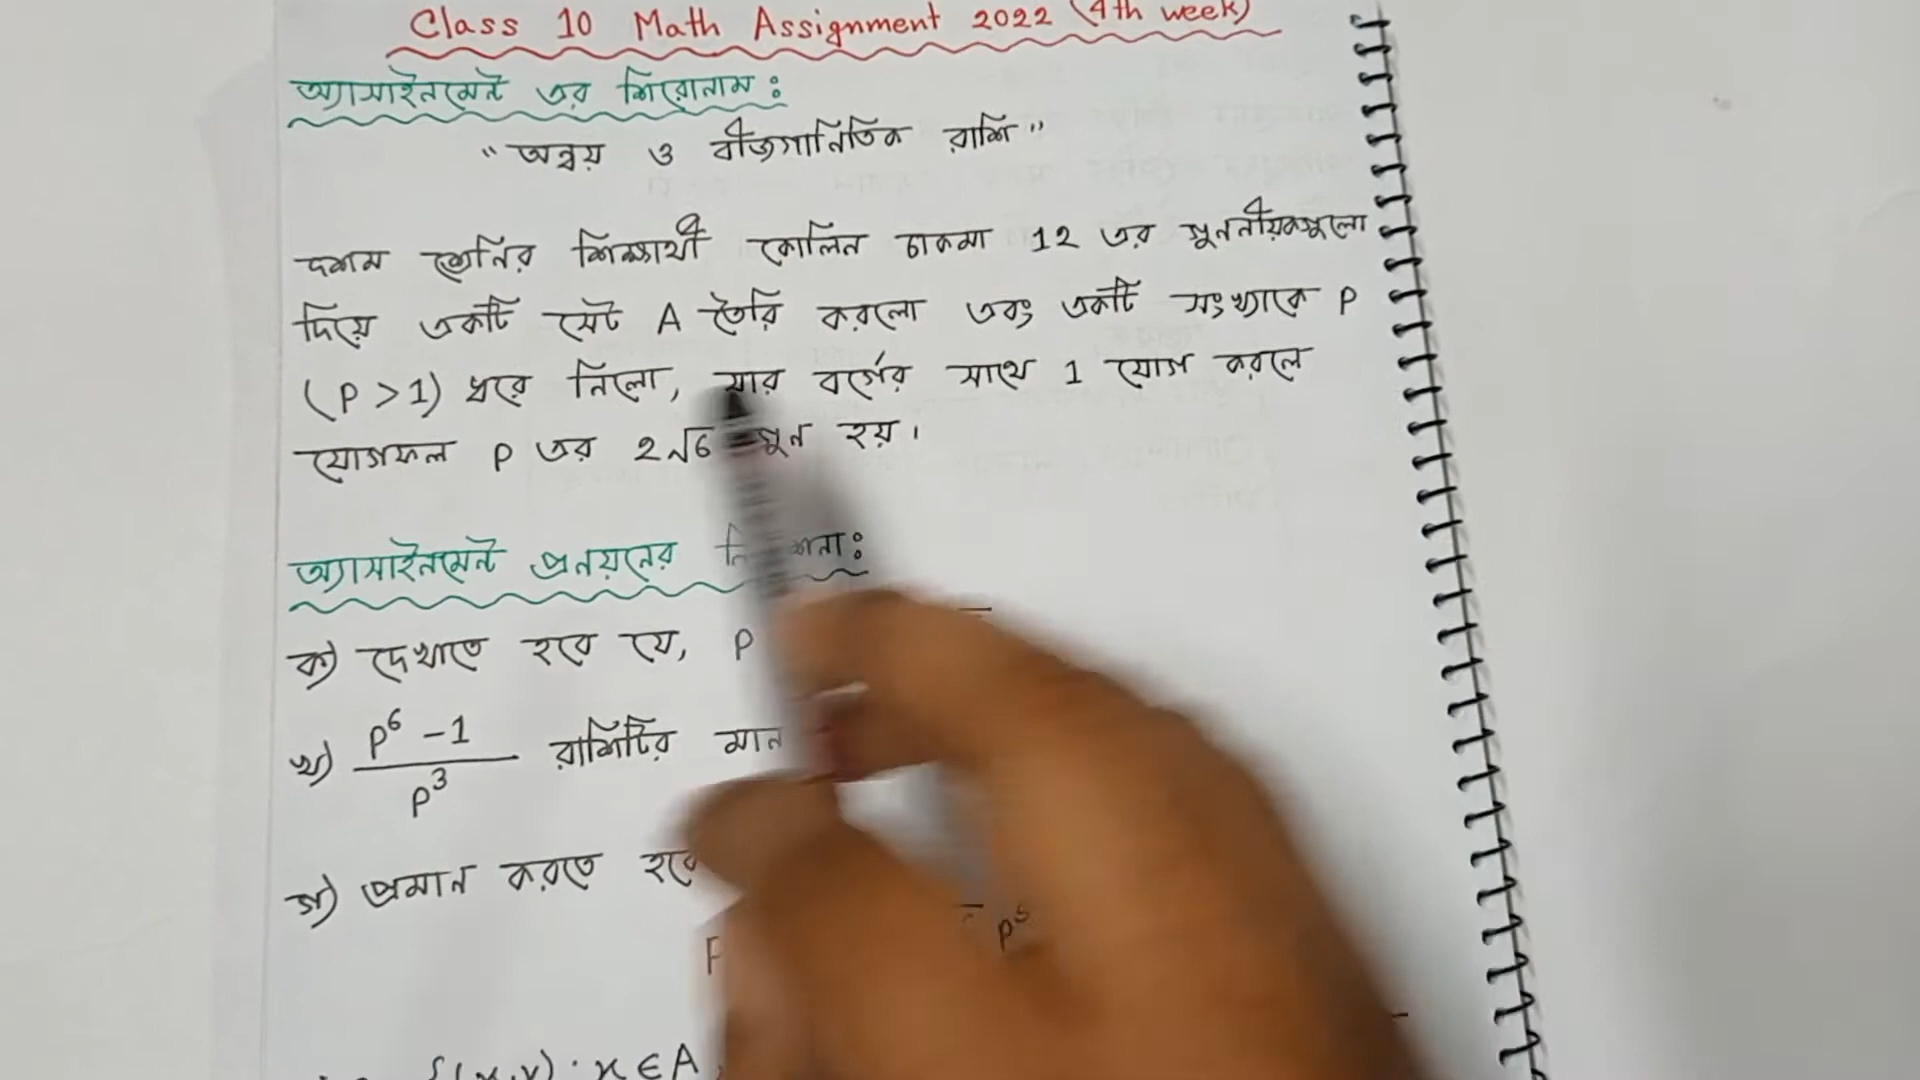 Class 10 Math Assignment 2022 (4th week)
অ্যাসাইনমেন্ট এর শিরোনাম:
"অন্বয় ও বীজগানিতিক রাশি"
দশম শ্রেনির শিক্ষার্থী কোলিন চাকমা 12 এর গুননীয়কগুলো
দিয়ে একটি সেট A তৈরি করলো এবং একটি সংখ্যাকে P
(P > 1) ধরে নিলো, যার বর্গের সাথে 1 যোগ করলে
যোগফল P এর 2√6 গুন হয়।
অ্যাসাইনমেন্ট প্রনয়নের
ক) দেখাতে হবে যে, P
খ) (P⁶ - 1)/P³ রাশিটির মান
গ) প্রমান করতে হবে
P⁵
x ∈ A,